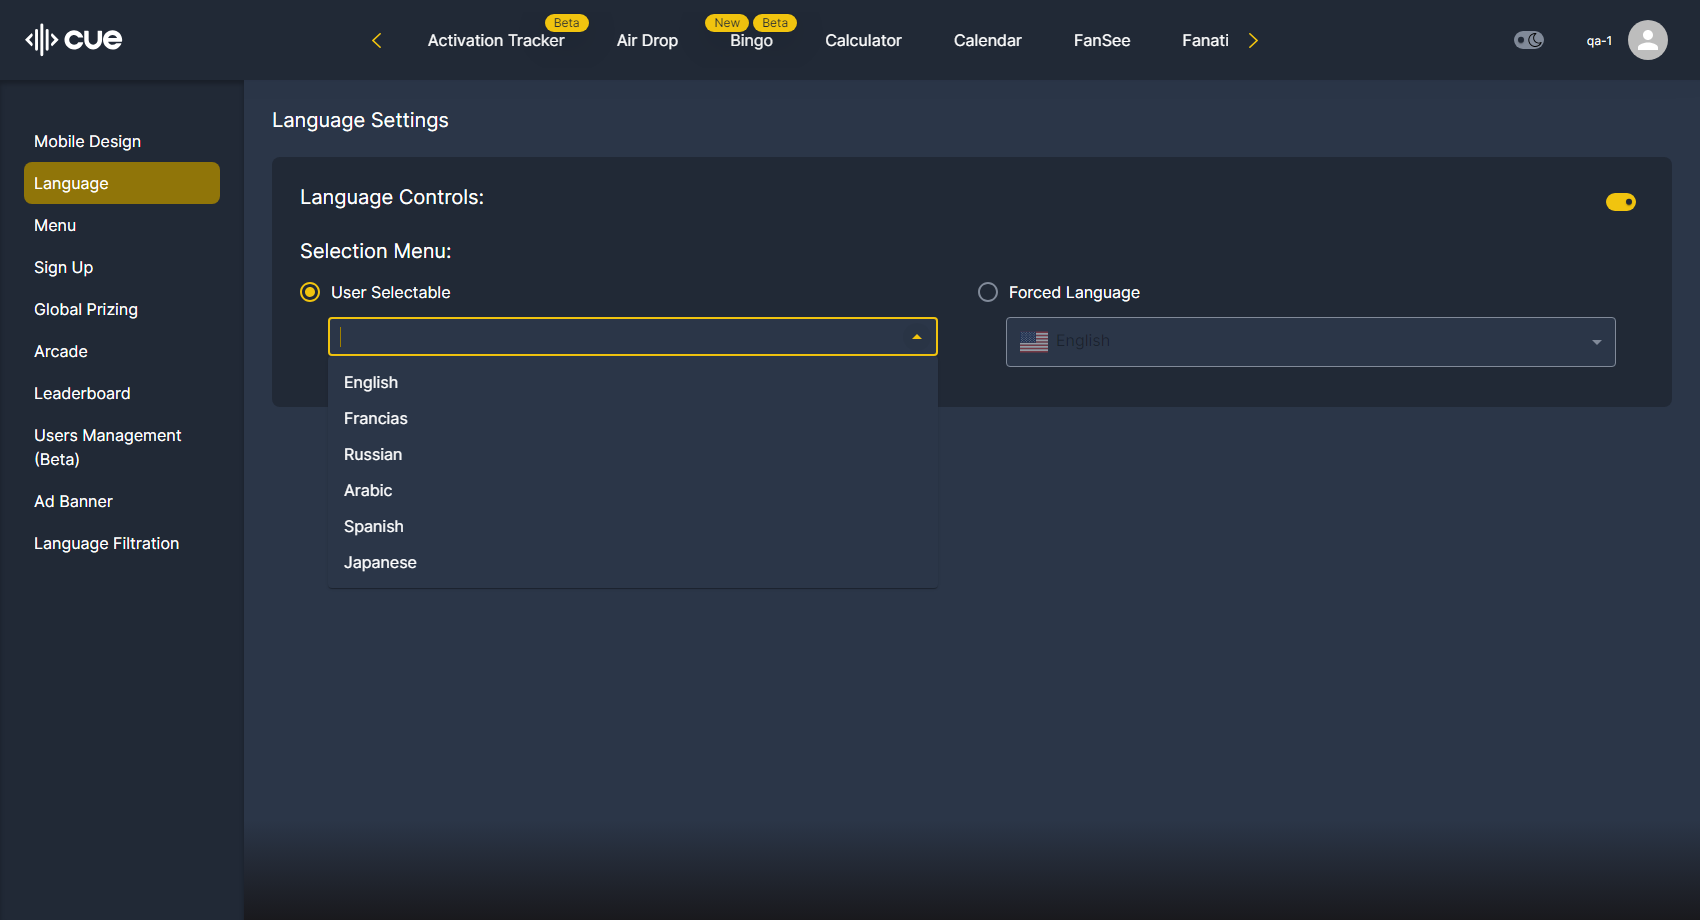 cue
Beta
New
Beta
Activation Tracker
Air Drop
Bingo
Calculator
Calendar
FanSee
Fanati
qa-1
Mobile Design
Language
Menu
Sign Up
Global Prizing
Arcade
Leaderboard
Users Management
(Beta)
Ad Banner
Language Filtration
Language Settings
Language Controls:
Selection Menu:
User Selectable
English
Francias
Russian
Arabic
Spanish
Japanese
Forced Language
English